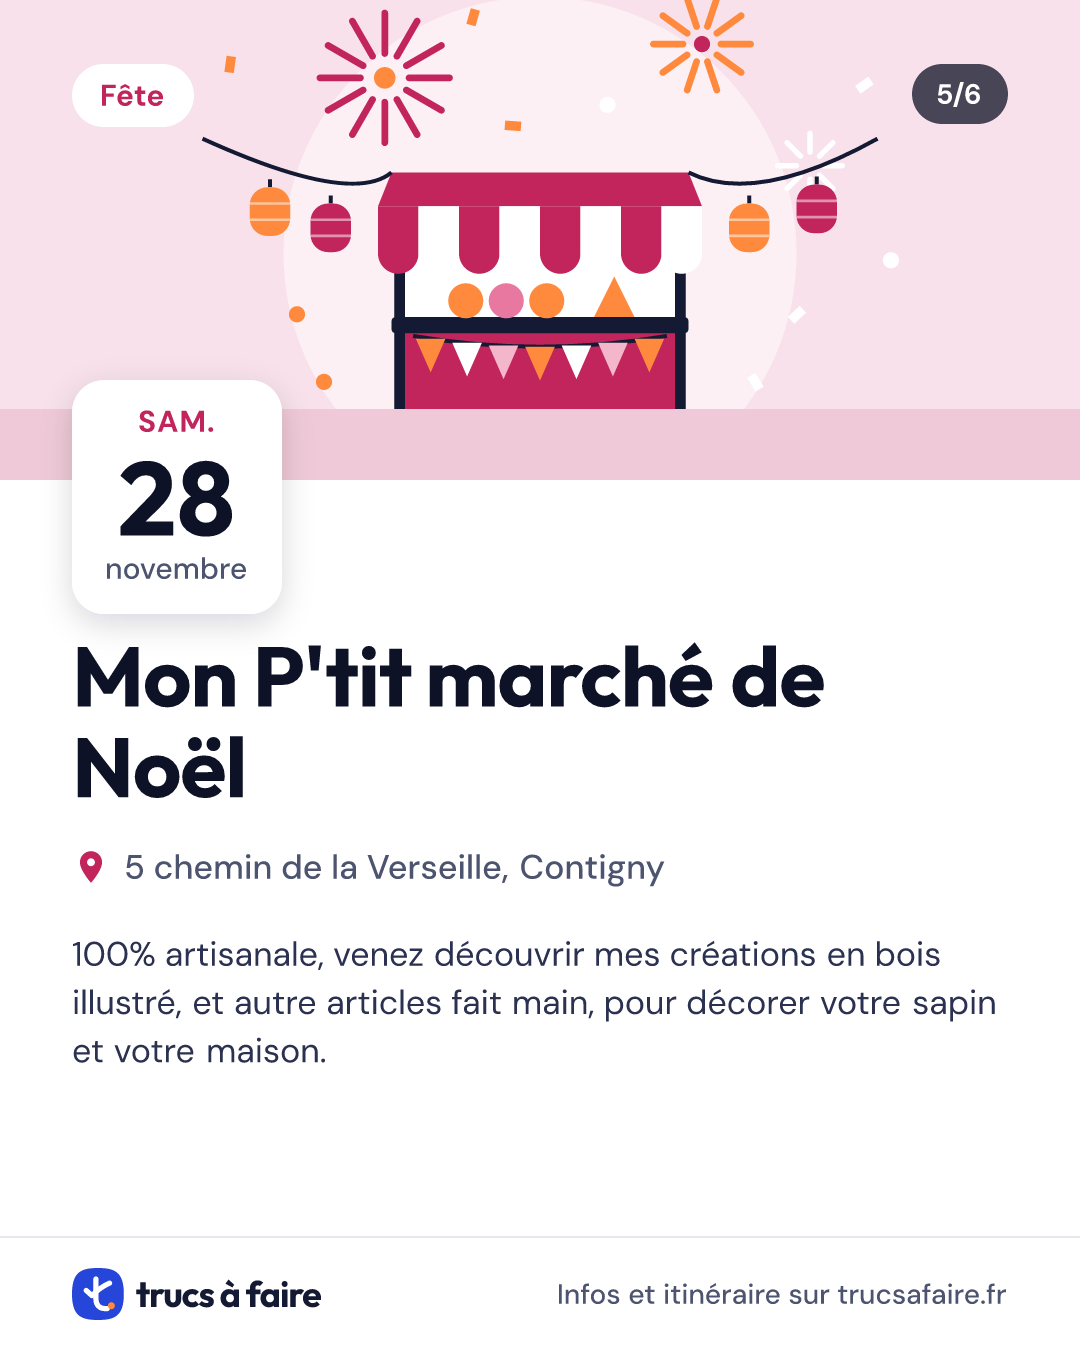 Fête
5/6
SAM.
28
novembre
Mon P'tit marché de
Noël
5 chemin de la Verseille, Contigny
100% artisanale, venez découvrir mes créations en bois
illustré, et autre articles fait main, pour décorer votre sapin
et votre maison.
trucs à faire
Infos et itinéraire sur trucsafaire.fr